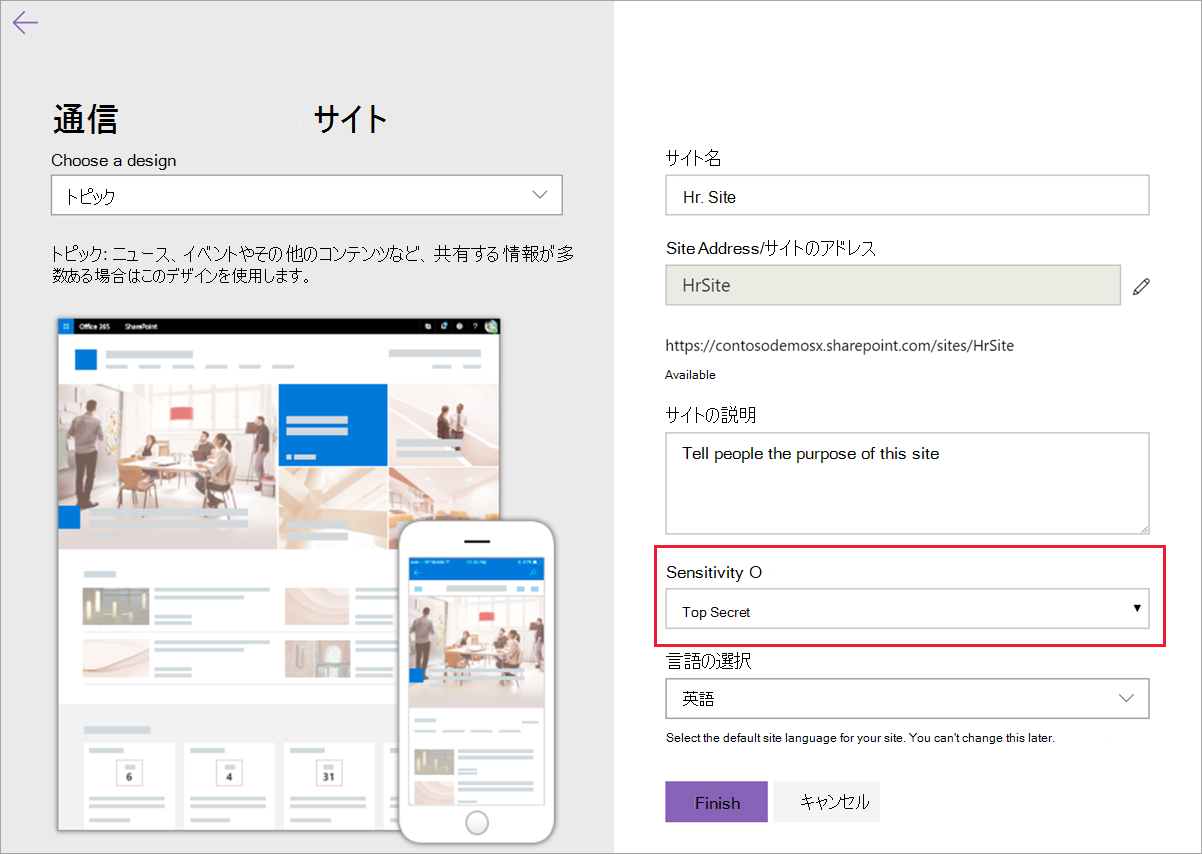 通信 サイト
Choose a design
トピック
トピック: ニュース、イベントやその他のコンテンツなど、共有する情報が多
数ある場合はこのデザインを使用します。
Office 365 SharePoint
6 4 31
サイト名
Hr. Site
Site Address/サイトのアドレス
HrSite
https://contosodemosx.sharepoint.com/sites/HrSite
Available
サイトの説明
Tell people the purpose of this site
Sensitivity O
Top Secret
言語の選択
英語
Select the default site language for your site. You can't change this later.
Finish キャンセル